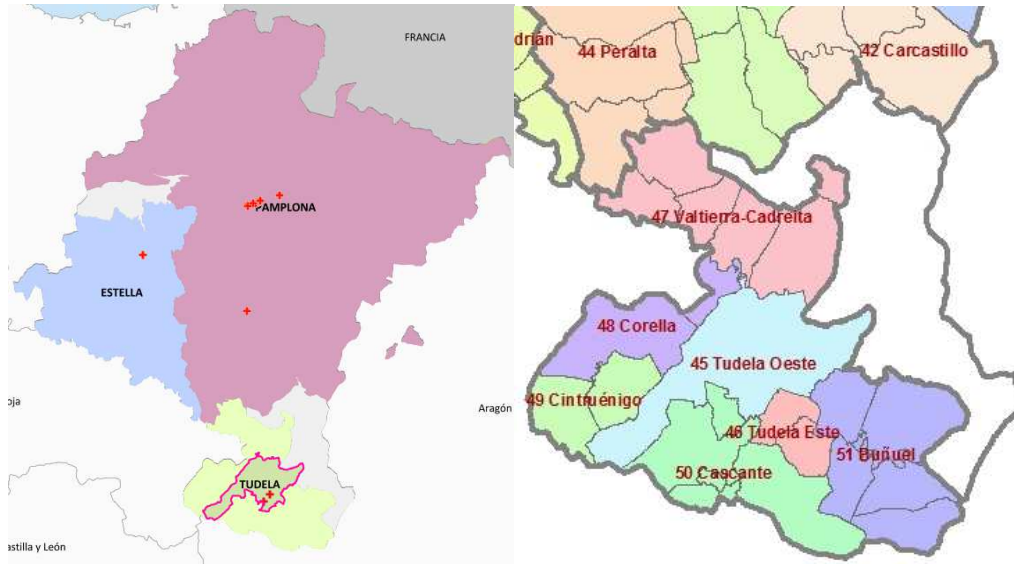 FRANCIA
PAMPLONA
ESTELLA
oja
Aragón
TUDELA
astilla y León
drián
44 Peralta
42 Carcastillo
47 Valtierra-Cadreita
48 Corella
45 Tudela Oeste
49 Cintruénigo
46 Tudela Este
51 Buñuel
50 Cascante